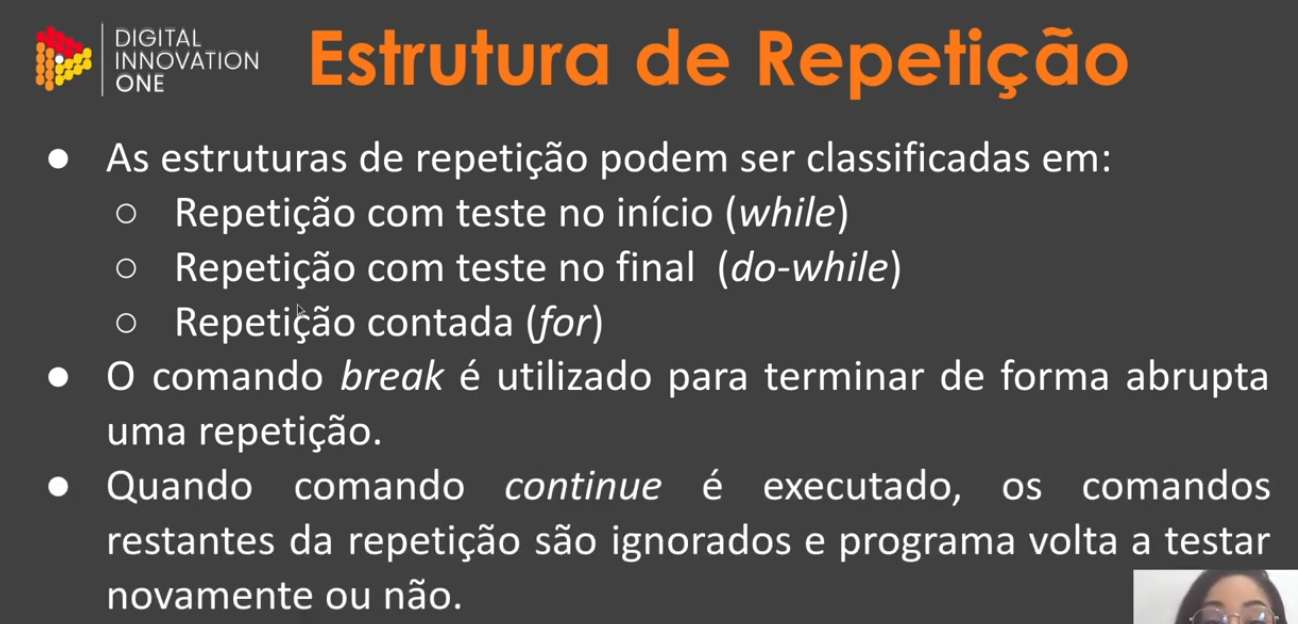 DIGITAL
INNOVATION
ONE
Estrutura de Repetição
● As estruturas de repetição podem ser classificadas em:
○ Repetição com teste no início (while)
○ Repetição com teste no final (do-while)
○ Repetição contada (for)
● O comando break é utilizado para terminar de forma abrupta
uma repetição.
● Quando comando continue é executado, os comandos
restantes da repetição são ignorados e programa volta a testar
novamente ou não.